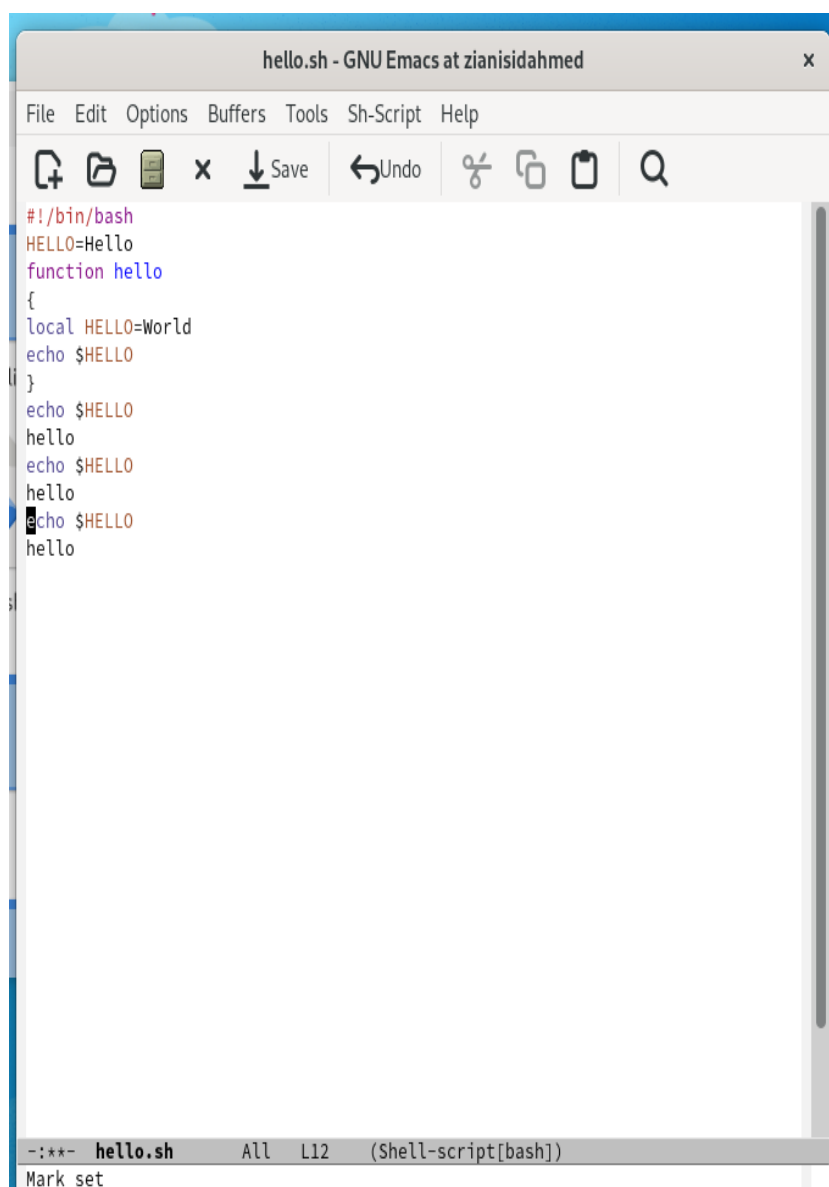 hello.sh - GNU Emacs at zianisidahmed x
File Edit Options Buffers Tools Sh-Script Help
Save Undo
#!/bin/bash
HELLO=Hello
function hello
{
local HELLO=World
echo $HELLO
}
echo $HELLO
hello
echo $HELLO
hello
echo $HELLO
hello
-:**- hello.sh All L12 (Shell-script[bash])
Mark set